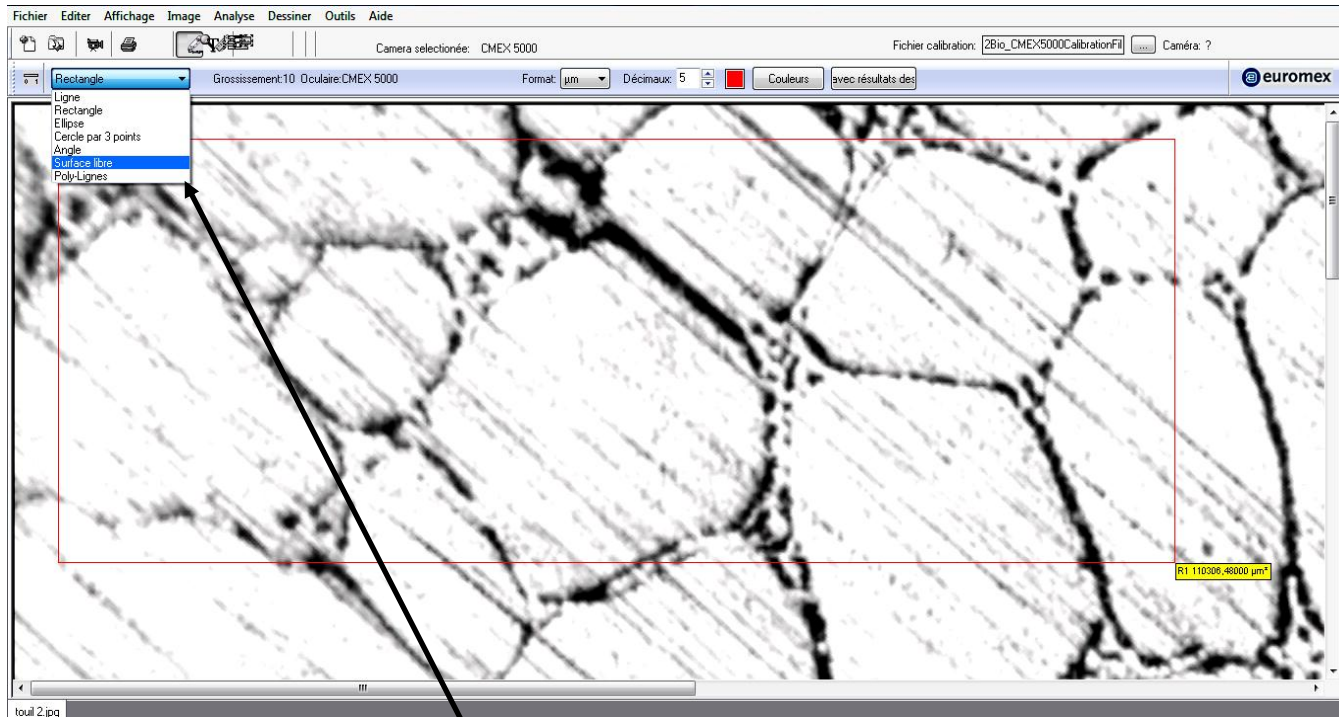 Fichier Editer Affichage Image Analyse Dessiner Outils Aide
Camera selectionée: CMEX 5000 Fichier calibration: 2Bio_CMEX5000CalibrationFil ... Caméra: ?
Rectangle Grossissement:10 Oculaire:CMEX 5000 Format: µm Décimaux: 5 Couleurs avec résultats des euromex
Ligne
Rectangle
Ellipse
Cercle par 3 points
Angle
Surface libre
Poly-Lignes
R1 110306,48000 µm²
touil 2.jpg